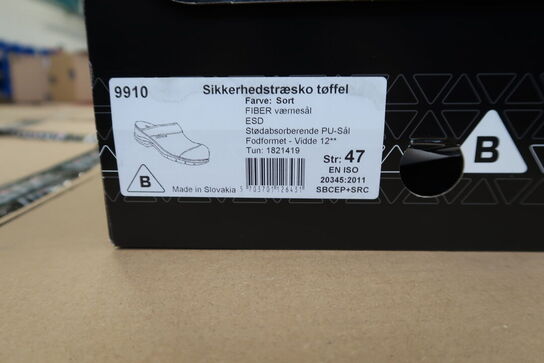 9910
Sikkerhedstræsko tøffel
Farve: Sort
FIBER værnesål
ESD
Stødabsorberende PU-Sål
Fodformet - Vidde 12**
Tun: 1821419
Str: 47
EN ISO
20345:2011
SBCEP+SRC
B
Made in Slovakia
5703701126431
B